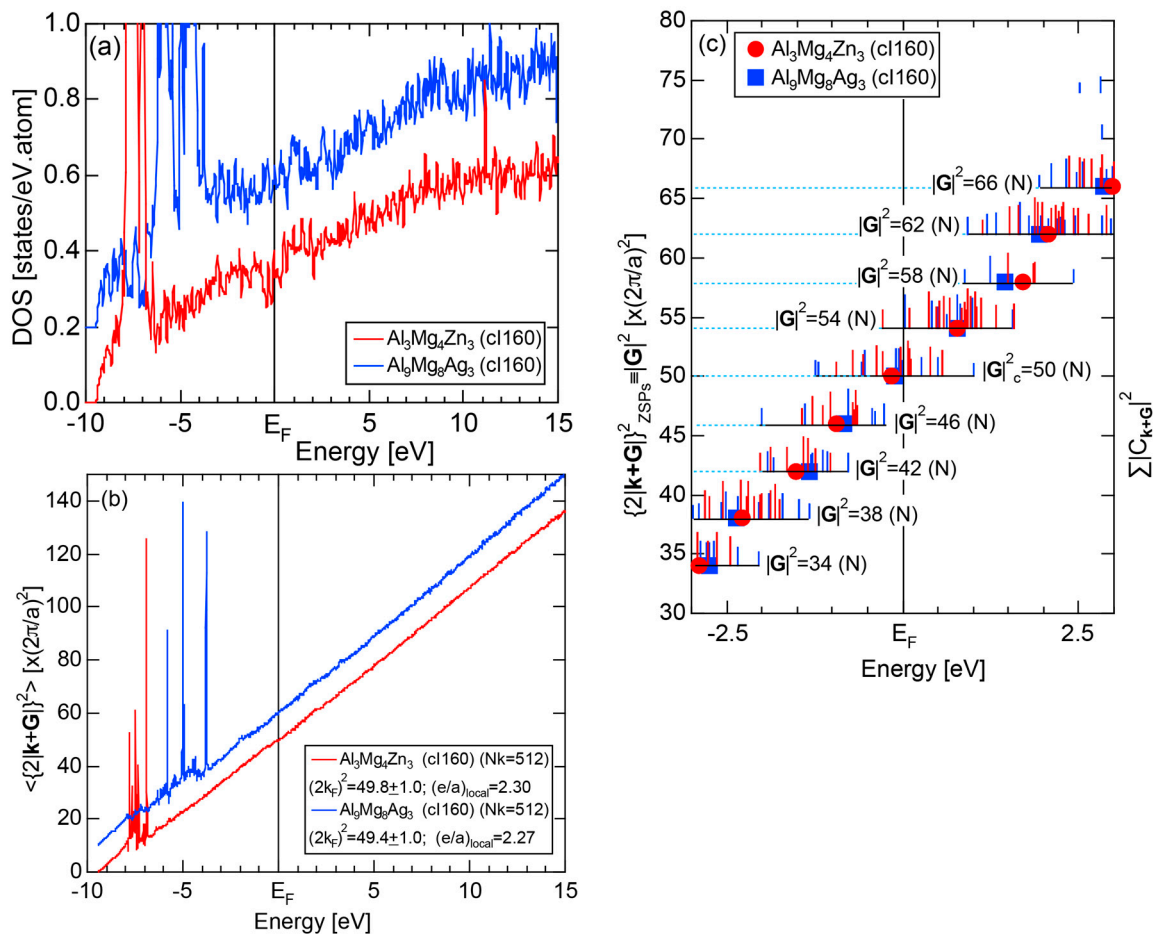 (a)
1.0
0.8
0.6
0.4
0.2
0.0
DOS [states/eV.atom]
Al3Mg4Zn3 (cI160)
Al9Mg8Ag3 (cI160)
-10 -5 EF 5 10 15
Energy [eV]
(b)
140
120
100
80
60
40
20
0
<{2|k+G|}²> [x(2π/a)²]
Al3Mg4Zn3 (cI160) (Nk=512)
(2kF)²=49.8±1.0; (e/a)local=2.30
Al9Mg8Ag3 (cI160) (Nk=512)
(2kF)²=49.4±1.0; (e/a)local=2.27
-10 -5 EF 5 10 15
Energy [eV]
(c)
80
75
70
65
60
55
50
45
40
35
30
{2|k+G|}²ZSPs≡|G|² [x(2π/a)²]
Al3Mg4Zn3 (cI160)
Al9Mg8Ag3 (cI160)
|G|²=66 (N)
|G|²=62 (N)
|G|²=58 (N)
|G|²=54 (N)
|G|²c=50 (N)
|G|²=46 (N)
|G|²=42 (N)
|G|²=38 (N)
|G|²=34 (N)
Σ|Ck+G|²
-2.5 EF 2.5
Energy [eV]